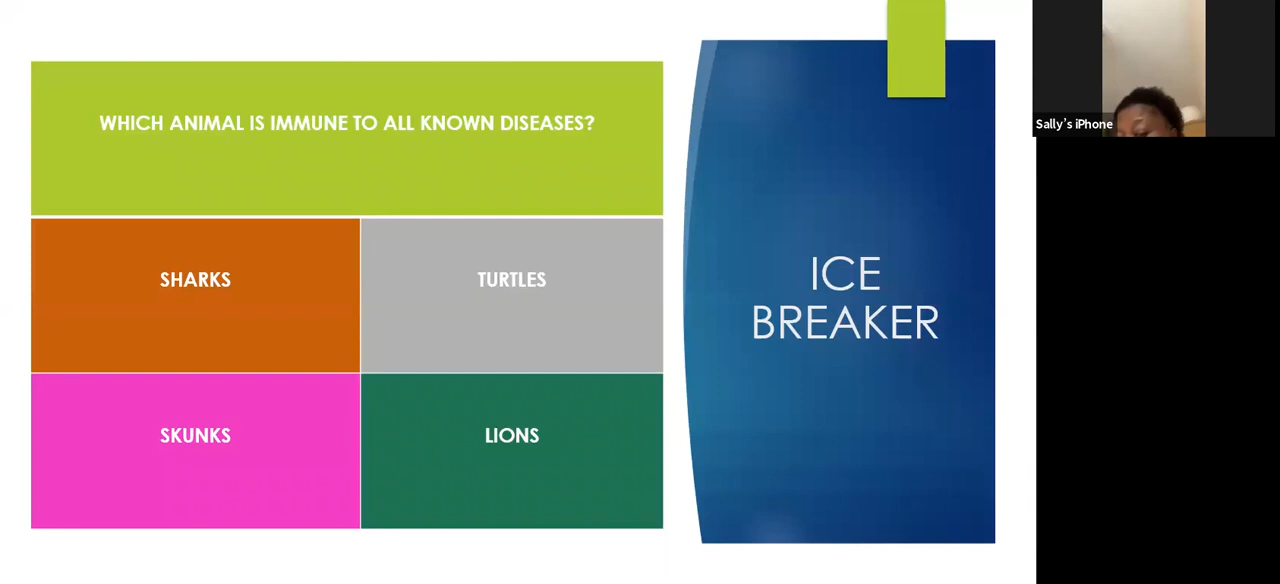 WHICH ANIMAL IS IMMUNE TO ALL KNOWN DISEASES?
SHARKS
TURTLES
SKUNKS
LIONS
ICE
BREAKER
Sally's iPhone